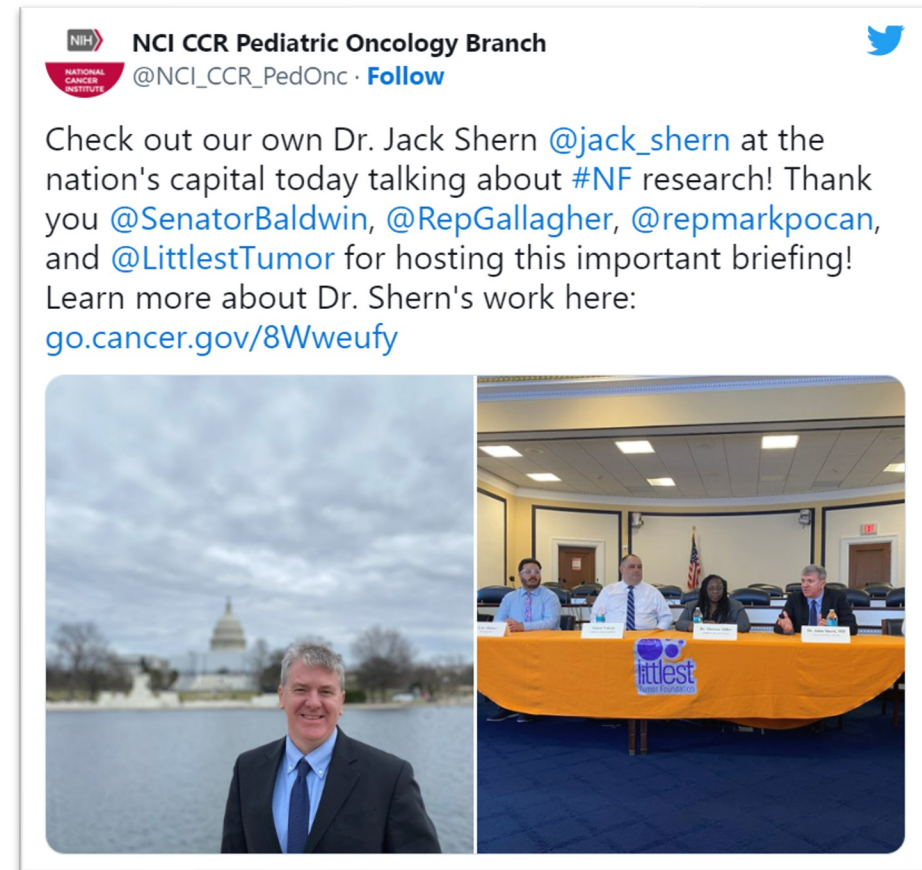 NIH
NATIONAL
CANCER
INSTITUTE
NCI CCR Pediatric Oncology Branch
@NCI_CCR_PedOnc · Follow
Check out our own Dr. Jack Shern @jack_shern at the
nation's capital today talking about #NF research! Thank
you @SenatorBaldwin, @RepGallagher, @repmarkpocan,
and @LittlestTumor for hosting this important briefing!
Learn more about Dr. Shern's work here:
go.cancer.gov/8Wweufy
littlest
Tumor Foundation